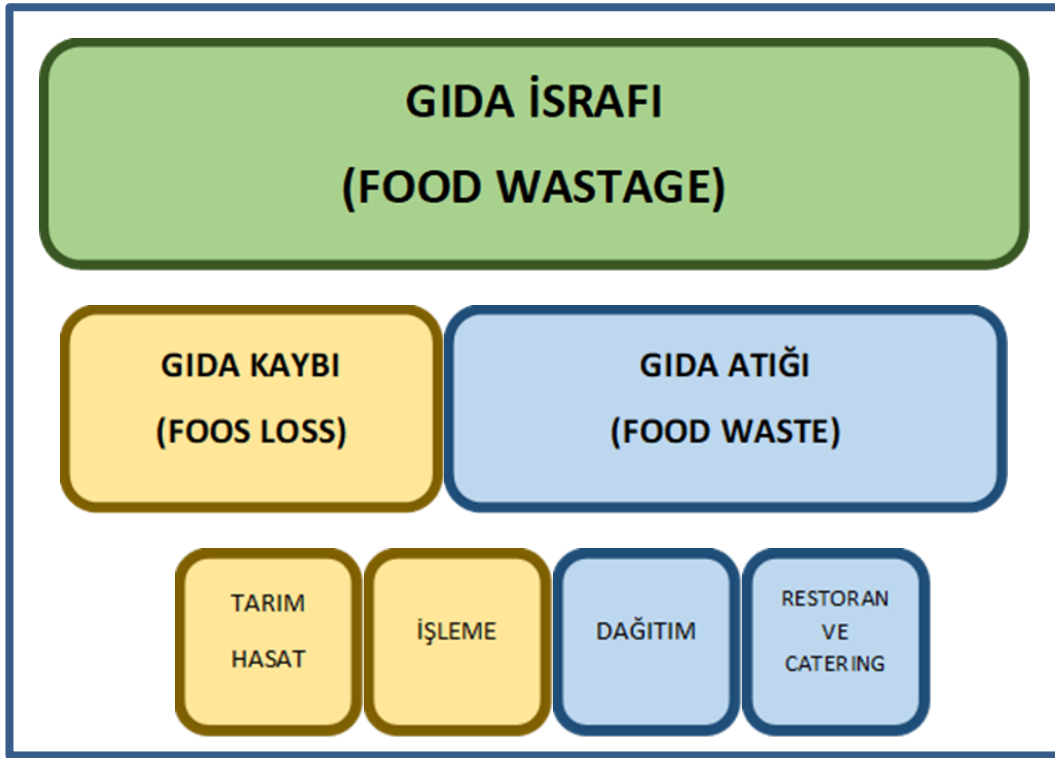 GIDA İSRAFI
(FOOD WASTAGE)
GIDA KAYBI
(FOOS LOSS)
GIDA ATIĞI
(FOOD WASTE)
TARIM
HASAT
İŞLEME
DAĞITIM
RESTORAN
VE
CATERING